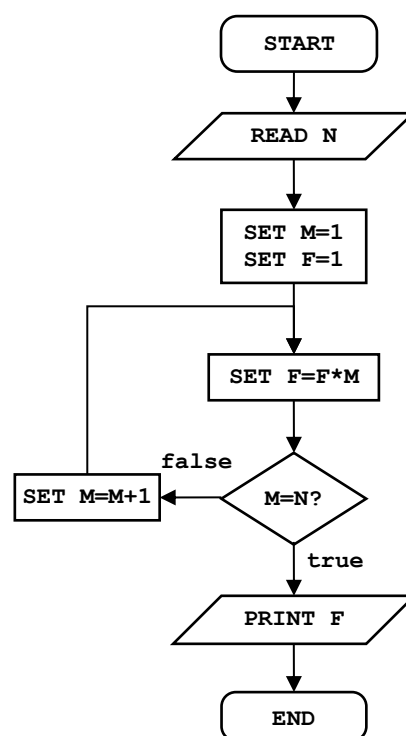 START
READ N
SET M=1
SET F=1
SET F=F*M
false
SET M=M+1
M=N?
true
PRINT F
END